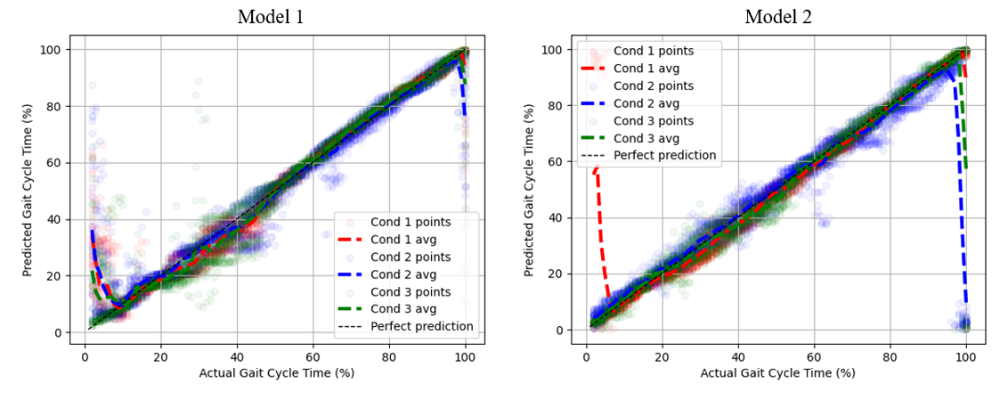 Model 1
Model 2
100
80
60
40
20
0
Predicted Gait Cycle Time (%)
Cond 1 points
Cond 1 avg
Cond 2 points
Cond 2 avg
Cond 3 points
Cond 3 avg
Perfect prediction
0 20 40 60 80 100
Actual Gait Cycle Time (%)
100
80
60
40
20
0
Predicted Gait Cycle Time (%)
Cond 1 points
Cond 1 avg
Cond 2 points
Cond 2 avg
Cond 3 points
Cond 3 avg
Perfect prediction
0 20 40 60 80 100
Actual Gait Cycle Time (%)